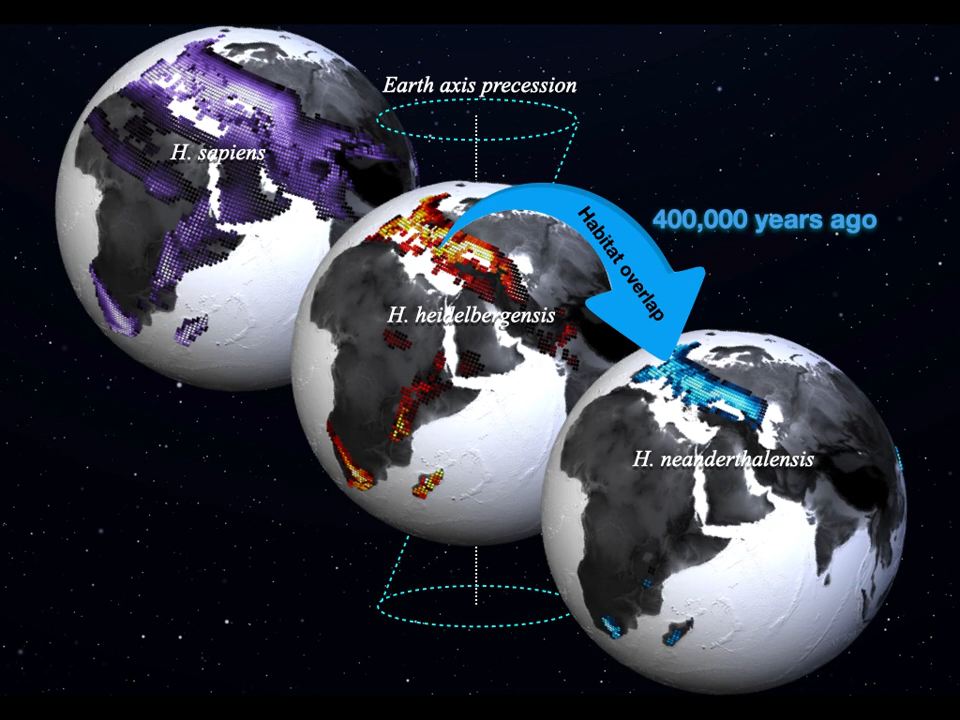 Earth axis precession
H. sapiens
400,000 years ago
Habitat overlap
H. heidelbergensis
H. neanderthalensis